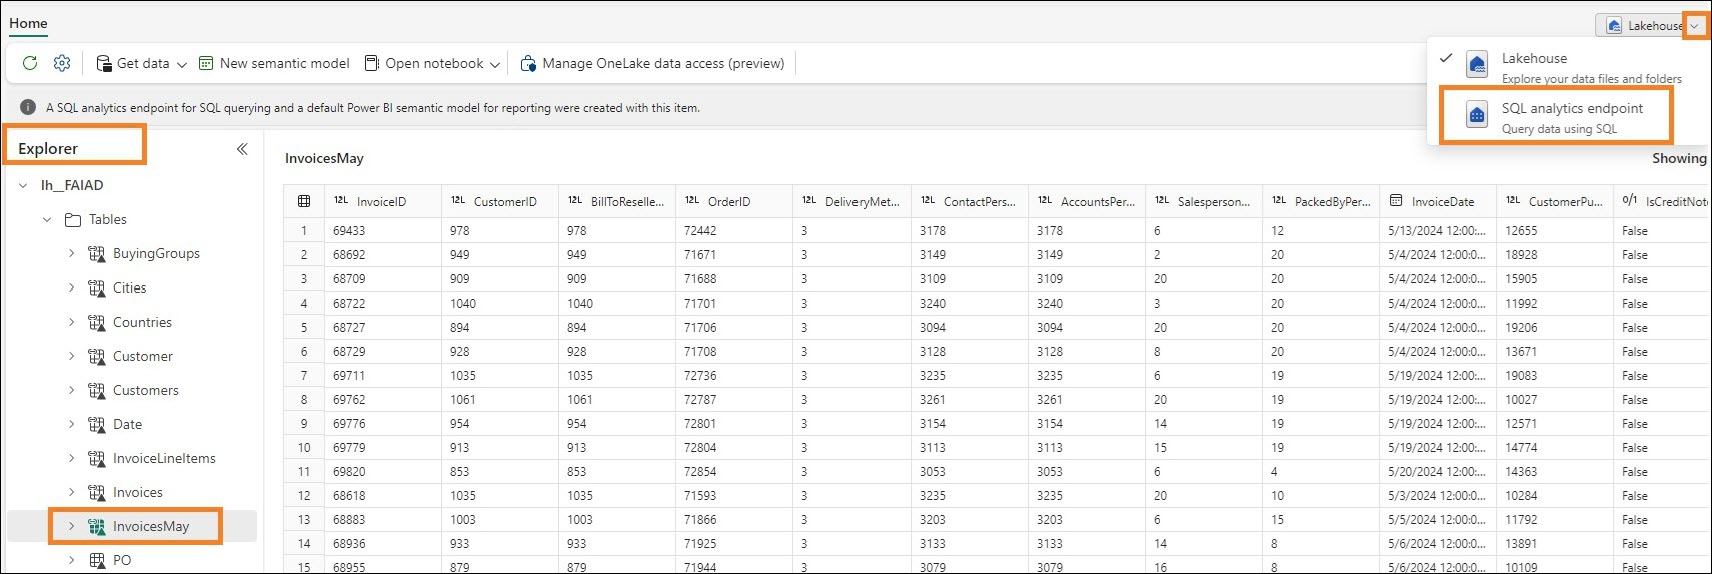 Home
Lakehouse
Get data
New semantic model
Open notebook
Manage OneLake data access (preview)
Lakehouse
Explore your data files and folders
SQL analytics endpoint
Query data using SQL
A SQL analytics endpoint for SQL querying and a default Power BI semantic model for reporting were created with this item.
Explorer
lh__FAIAD
Tables
BuyingGroups
Cities
Countries
Customer
Customers
Date
InvoiceLineItems
Invoices
InvoicesMay
PO
InvoicesMay
Showing
12L InvoiceID 12L CustomerID 12L BillToReselle... 12L OrderID 12L DeliveryMet... 12L ContactPers... 12L AccountsPer... 12L Salesperson... 12L PackedByPer... InvoiceDate 12L CustomerPu... 0/1 IsCreditNot
1 69433 978 978 72442 3 3178 3178 6 12 5/13/2024 12:00:... 12655 False
2 68692 949 949 71671 3 3149 3149 2 20 5/4/2024 12:00:0... 18928 False
3 68709 909 909 71688 3 3109 3109 20 20 5/4/2024 12:00:0... 15905 False
4 68722 1040 1040 71701 3 3240 3240 3 20 5/4/2024 12:00:0... 11992 False
5 68727 894 894 71706 3 3094 3094 20 20 5/4/2024 12:00:0... 19206 False
6 68729 928 928 71708 3 3128 3128 8 20 5/4/2024 12:00:0... 13671 False
7 69711 1035 1035 72736 3 3235 3235 6 19 5/19/2024 12:00:... 19083 False
8 69762 1061 1061 72787 3 3261 3261 20 19 5/19/2024 12:00:... 10027 False
9 69776 954 954 72801 3 3154 3154 14 19 5/19/2024 12:00:... 12571 False
10 69779 913 913 72804 3 3113 3113 15 19 5/19/2024 12:00:... 14774 False
11 69820 853 853 72854 3 3053 3053 6 4 5/20/2024 12:00:... 14363 False
12 68618 1035 1035 71593 3 3235 3235 20 10 5/3/2024 12:00:0... 10284 False
13 68883 1003 1003 71866 3 3203 3203 6 15 5/5/2024 12:00:0... 11792 False
14 68936 933 933 71925 3 3133 3133 14 8 5/6/2024 12:00:0... 13891 False
15 68955 879 879 71944 3 3079 3079 16 8 5/6/2024 12:00:0... 10109 False